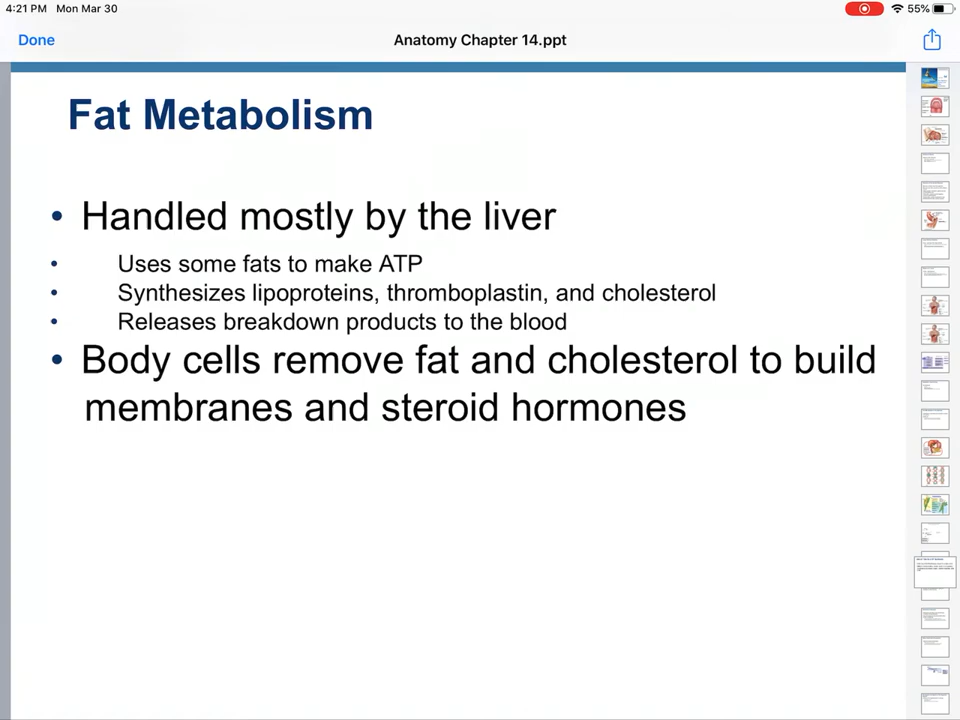 4:21 PM Mon Mar 30
55%
Done
Anatomy Chapter 14.ppt
Fat Metabolism
• Handled mostly by the liver
• Uses some fats to make ATP
• Synthesizes lipoproteins, thromboplastin, and cholesterol
• Releases breakdown products to the blood
• Body cells remove fat and cholesterol to build
membranes and steroid hormones